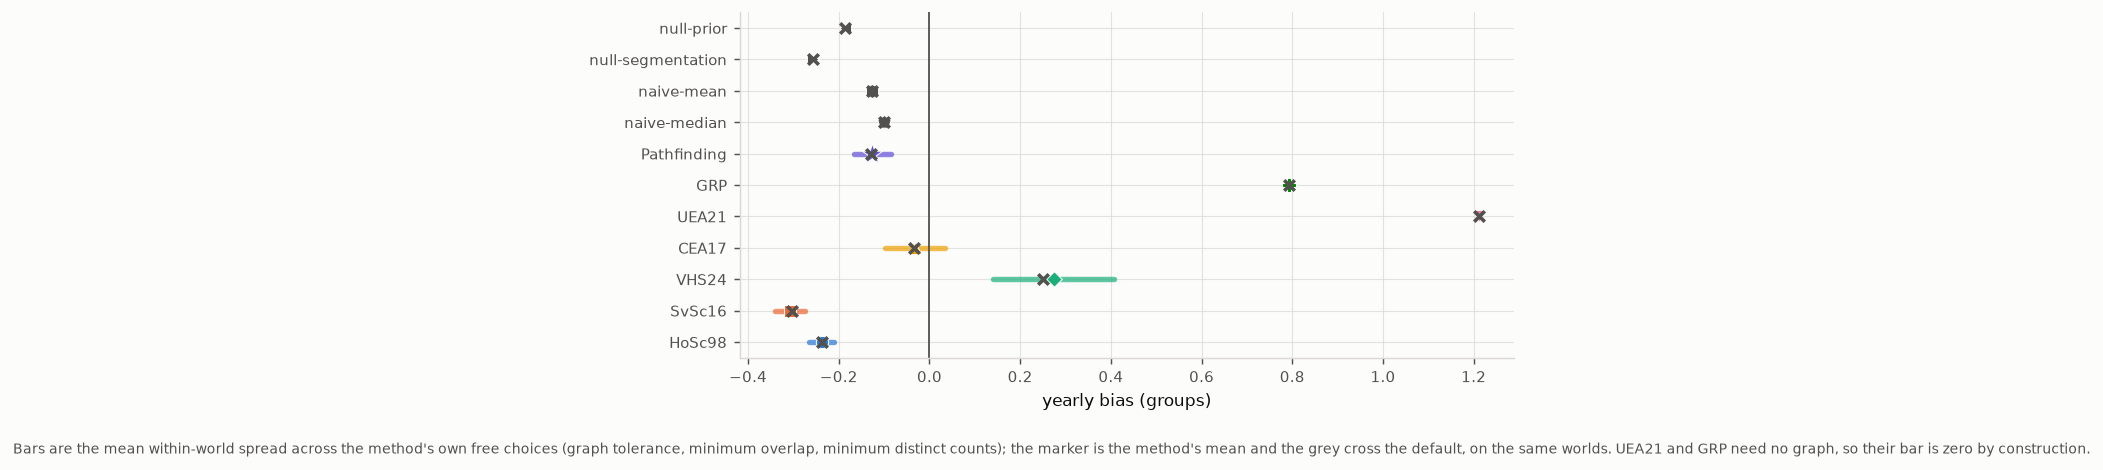 null-prior
null-segmentation
naive-mean
naive-median
Pathfinding
GRP
UEA21
CEA17
VHS24
SvSc16
HoSc98
−0.4 −0.2 0.0 0.2 0.4 0.6 0.8 1.0 1.2
yearly bias (groups)
Bars are the mean within-world spread across the method's own free choices (graph tolerance, minimum overlap, minimum distinct counts); the marker is the method's mean and the grey cross the default, on the same worlds. UEA21 and GRP need no graph, so their bar is zero by construction.